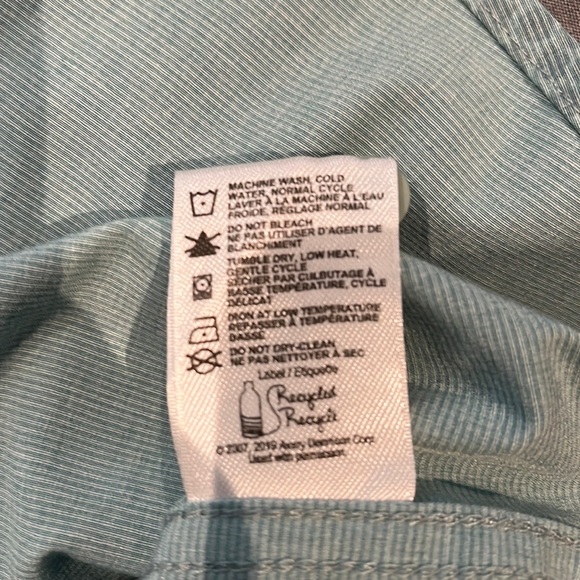 MACHINE WASH, COLD
WATER, NORMAL CYCLE
LAVER À LA MACHINE À L'EAU
FROIDE, RÉGLAGE NORMAL
DO NOT BLEACH
NE PAS UTILISER D'AGENT DE
BLANCHIMENT
TUMBLE DRY, LOW HEAT,
GENTLE CYCLE
SÉCHER PAR CULBUTAGE À
BASSE TEMPÉRATURE, CYCLE
DÉLICAT
IRON AT LOW TEMPERATURE
REPASSER À TEMPÉRATURE
BASSE
DO NOT DRY-CLEAN
NE PAS NETTOYER À SEC
Label / Étiquette
Recycled
Recyclé
© 2007, 2019 Avery Dennison Corp.
Used with permission.